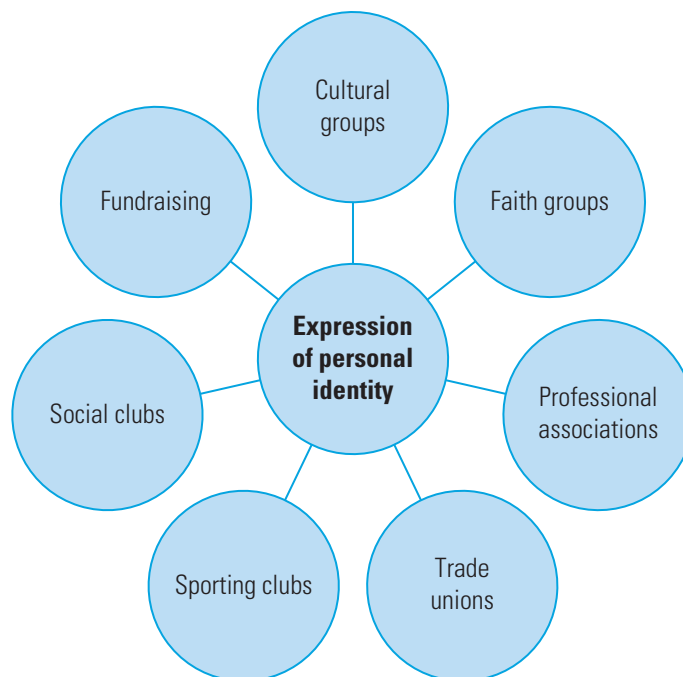 Cultural
groups
Fundraising
Faith groups
Expression
of personal
identity
Social clubs
Professional
associations
Sporting clubs
Trade
unions